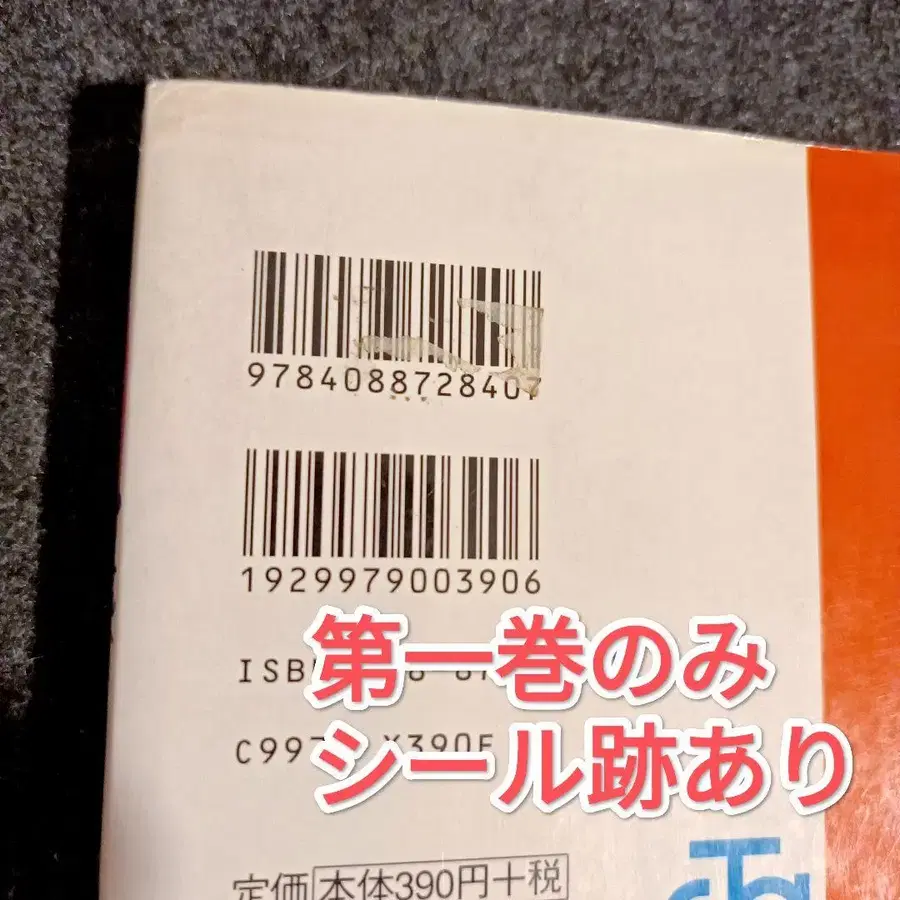 9784088728407
1929979003906
第一巻のみ
シール跡あり
定価 本体390円+税